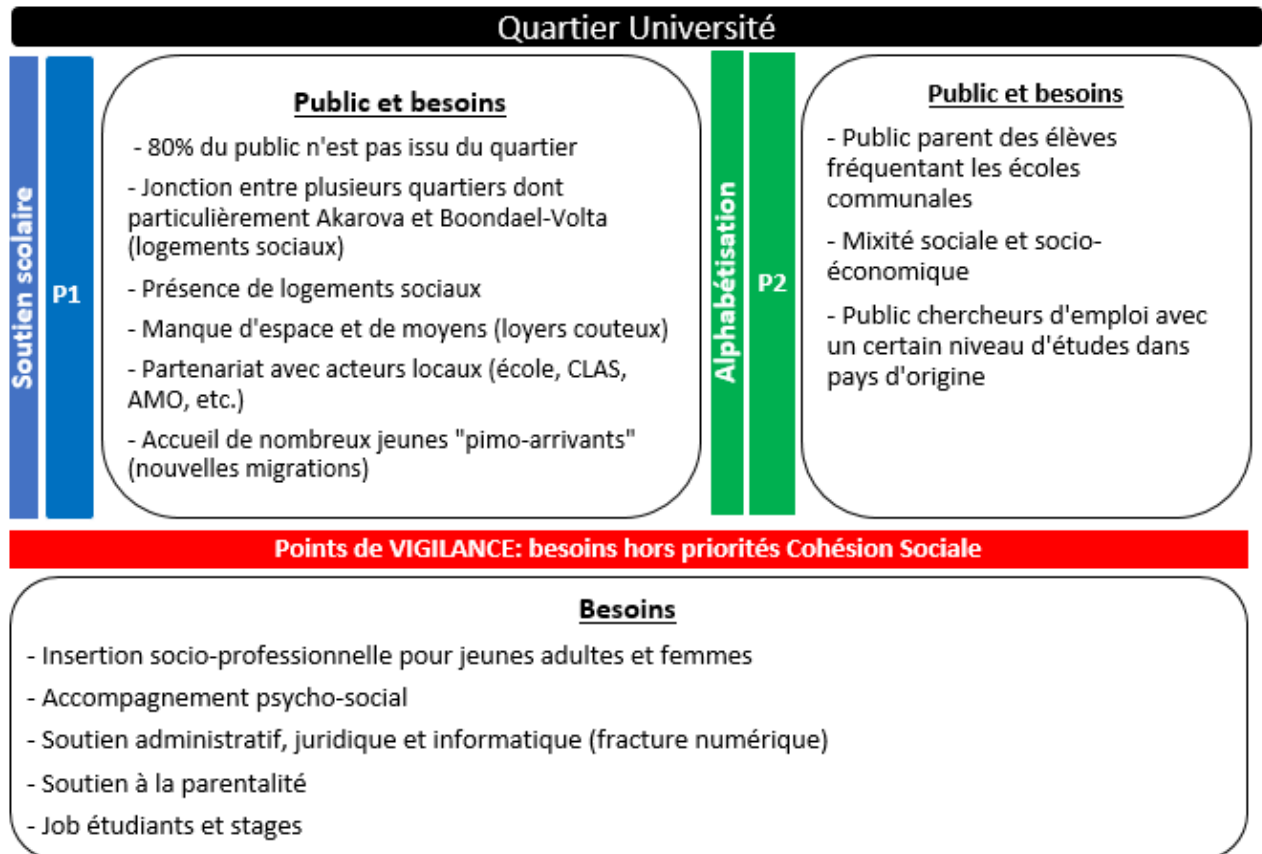 Quartier Université
Soutien scolaire
P1
Public et besoins
- 80% du public n'est pas issu du quartier
- Jonction entre plusieurs quartiers dont
particulièrement Akarova et Boondael-Volta
(logements sociaux)
- Présence de logements sociaux
- Manque d'espace et de moyens (loyers couteux)
- Partenariat avec acteurs locaux (école, CLAS,
AMO, etc.)
- Accueil de nombreux jeunes "pimo-arrivants"
(nouvelles migrations)
Alphabétisation
P2
Public et besoins
- Public parent des élèves
fréquentant les écoles
communales
- Mixité sociale et socio-
économique
- Public chercheurs d'emploi avec
un certain niveau d'études dans
pays d'origine
Points de VIGILANCE: besoins hors priorités Cohésion Sociale
Besoins
- Insertion socio-professionnelle pour jeunes adultes et femmes
- Accompagnement psycho-social
- Soutien administratif, juridique et informatique (fracture numérique)
- Soutien à la parentalité
- Job étudiants et stages